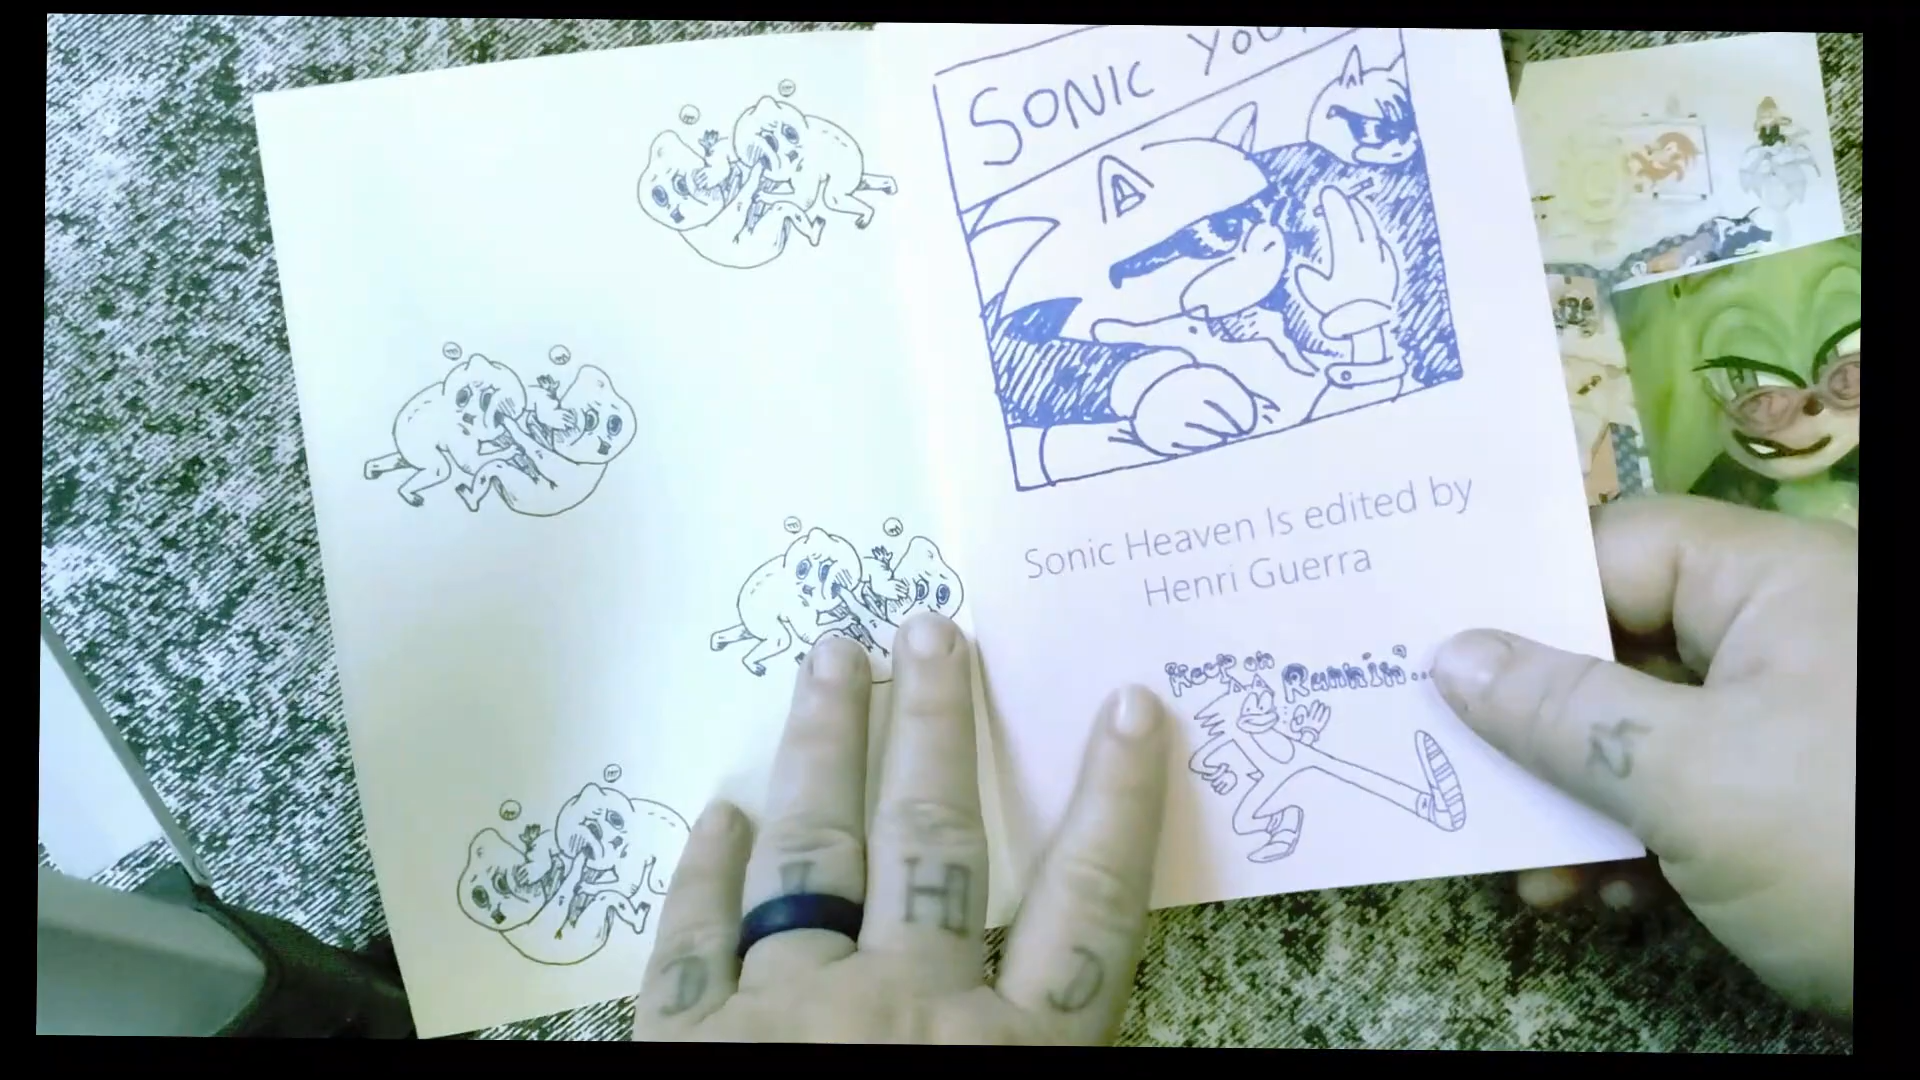 SONIC YOU
Sonic Heaven Is edited by
Henri Guerra
Keep on
Runnin'...
H